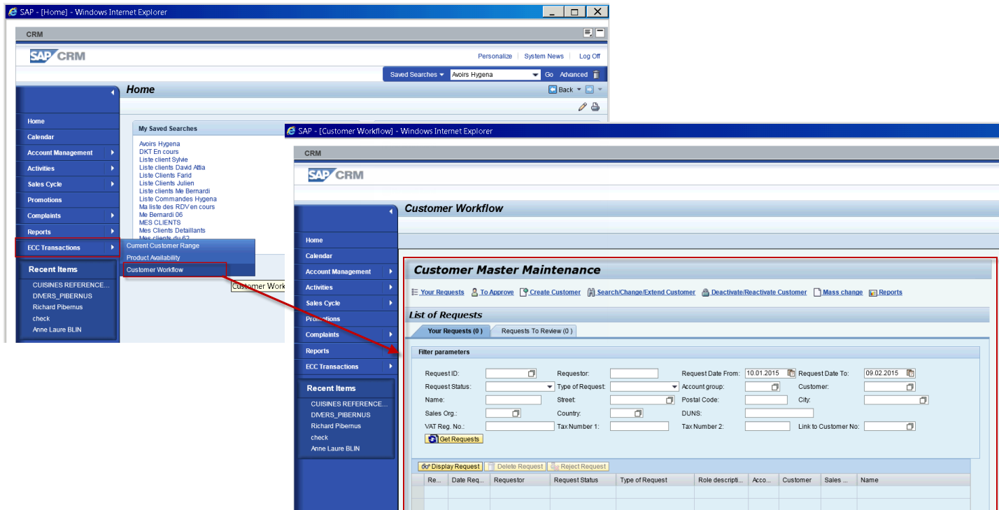 SAP - [Home] - Windows Internet Explorer
CRM
SAP CRM
Personalize System News Log Off
Saved Searches Avoirs Hygena Go Advanced
Home
Back
Home
Calendar
Account Management
Activities
Sales Cycle
Promotions
Complaints
Reports
ECC Transactions
My Saved Searches
Avoirs Hygena
DKT En cours
Liste client Sylvie
Liste clients David Attia
Liste Clients Farid
Liste Clients Julien
Liste clients Me Bernardi
Liste Commandes Hygena
Ma liste des RDV en cours
Me Bernardi 06
MES CLIENTS
Mes Clients Detaillants
Mes clients du 62
Current Customer Range
Product Availability
Customer Workflow
Customer Work
Recent Items
CUISINES REFERENCE...
DIVERS_PIBERNUS
Richard Pibernus
check
Anne Laure BLIN
SAP - [Customer Workflow] - Windows Internet Explorer
CRM
SAP CRM
Customer Workflow
Home
Calendar
Account Management
Activities
Sales Cycle
Promotions
Complaints
Reports
ECC Transactions
Recent Items
CUISINES REFERENCE...
DIVERS_PIBERNUS
Richard Pibernus
check
Anne Laure BLIN
Customer Master Maintenance
Your Requests To Approve Create Customer Search/Change/Extend Customer Deactivate/Reactivate Customer Mass change Reports
List of Requests
Your Requests (0 ) Requests To Review (0 )
Filter parameters
Request ID: Requestor: Request Date From: 10.01.2015 Request Date To: 09.02.2015
Request Status: Type of Request: Account group: Customer:
Name: Street: Postal Code: City:
Sales Org.: Country: DUNS:
VAT Reg. No.: Tax Number 1: Tax Number 2: Link to Customer No:
Get Requests
Display Request Delete Request Reject Request
Re... Date Req... Requestor Request Status Type of Request Role descripti... Acco... Customer Sales ... Name